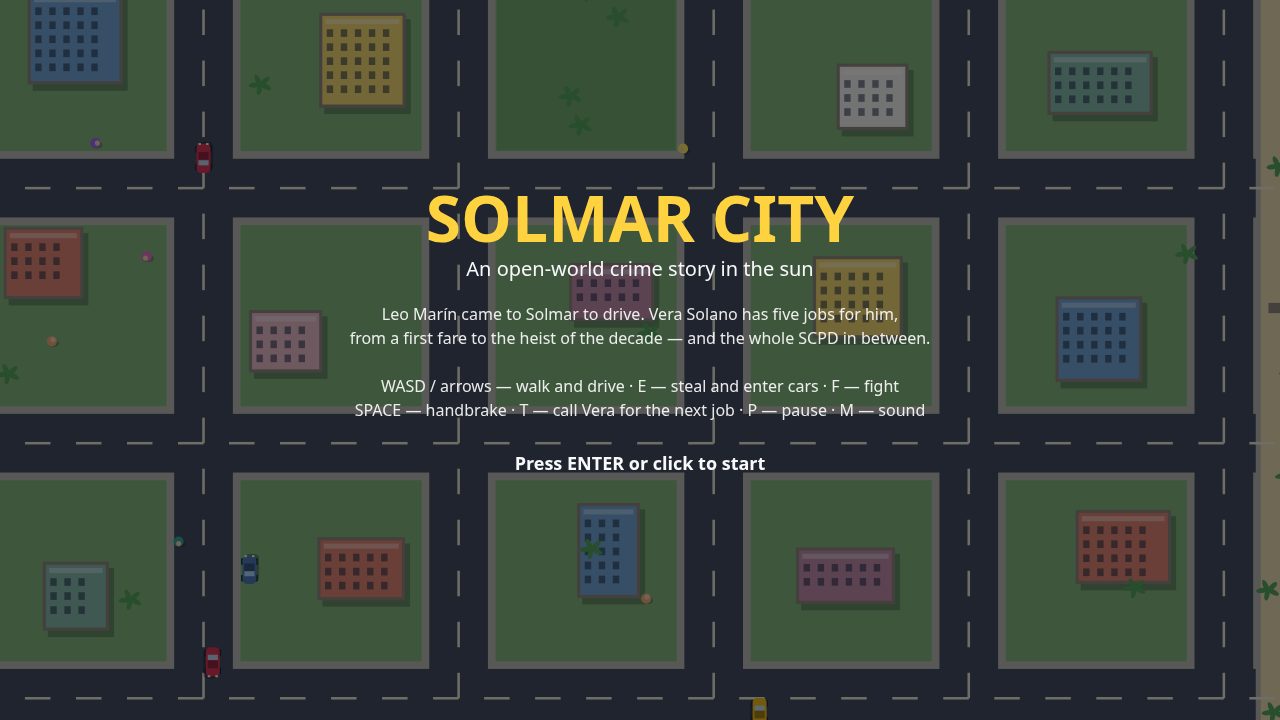 SOLMAR CITY
An open-world crime story in the sun
Leo Marín came to Solmar to drive. Vera Solano has five jobs for him,
from a first fare to the heist of the decade — and the whole SCPD in between.
WASD / arrows — walk and drive · E — steal and enter cars · F — fight
SPACE — handbrake · T — call Vera for the next job · P — pause · M — sound
Press ENTER or click to start